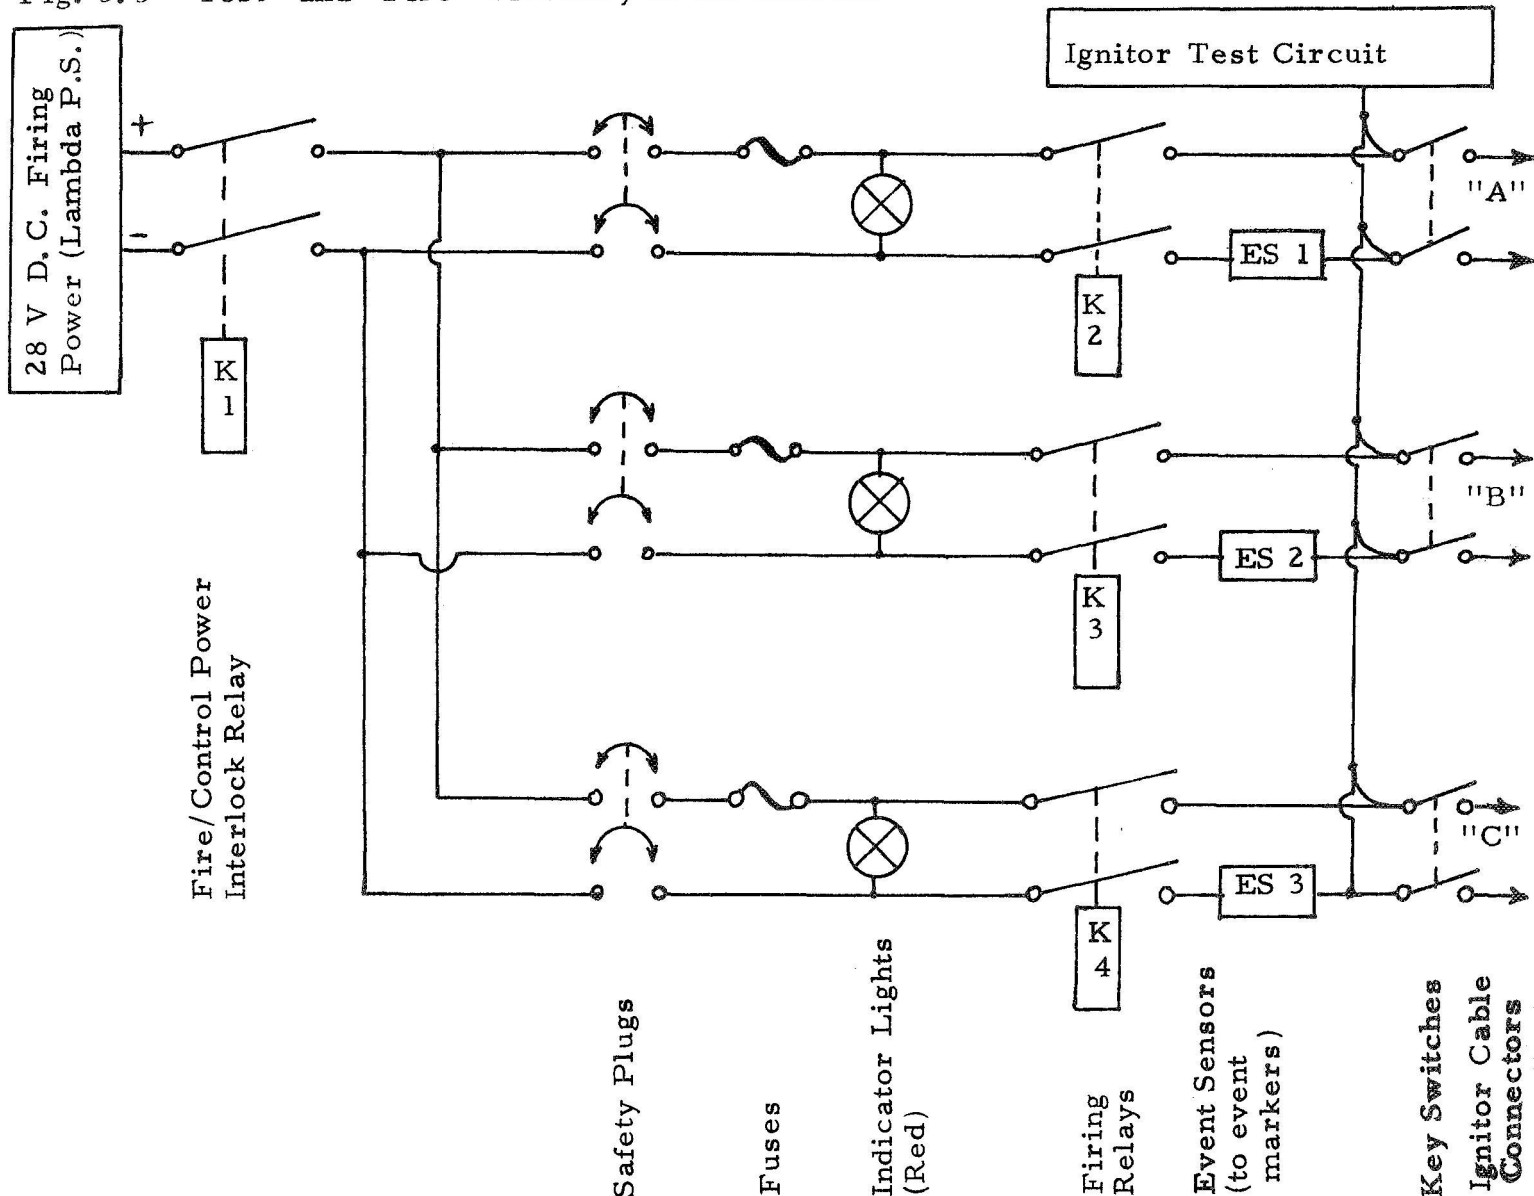 Ignitor Test Circuit
28 V D. C. Firing
Power (Lambda P.S.)
+
-
K
1
K
2
ES 1
"A"
K
3
ES 2
"B"
K
4
ES 3
"C"
Fire/Control Power
Interlock Relay
Safety Plugs
Fuses
Indicator Lights
(Red)
Firing
Relays
Event Sensors
(to event
markers)
Key Switches
Ignitor Cable
Connectors